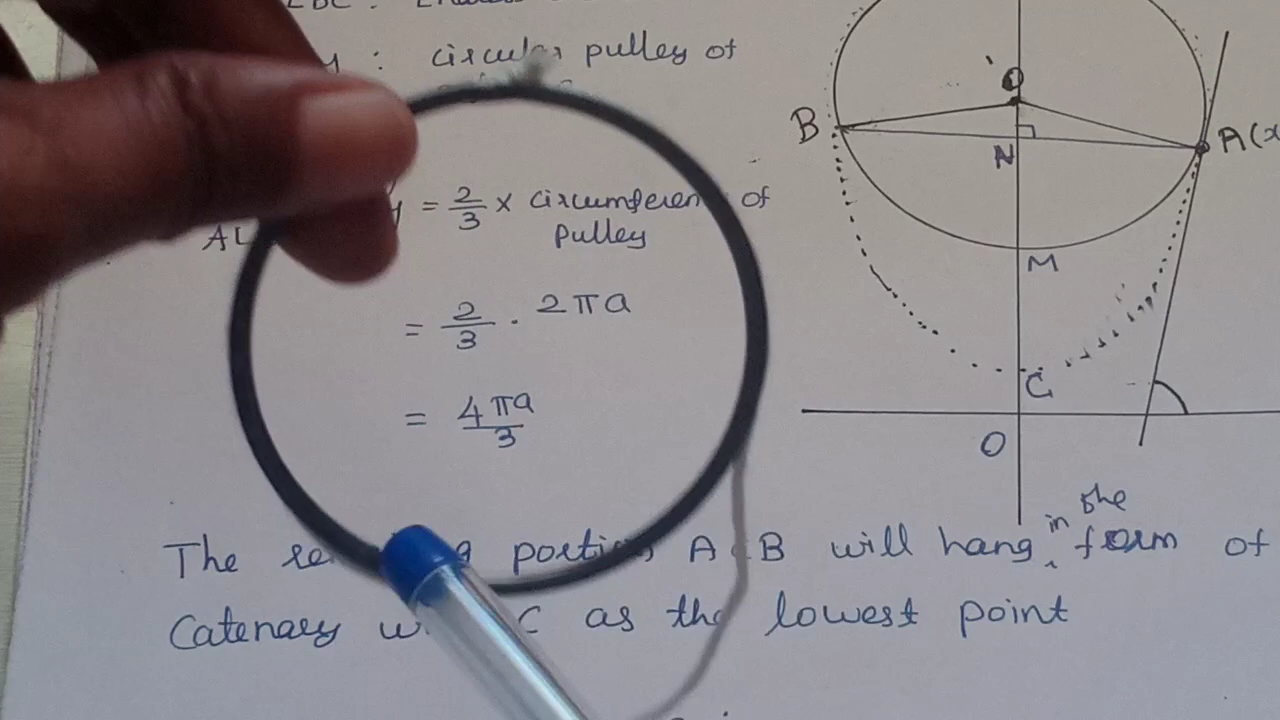 : circular pulley of
= 2/3 × circumferen of
pulley
= 2/3 . 2πa
= 4πa/3
The portion A C B will hang in the form of
Catenary C as the lowest point
O
B
N
A(x
M
C
O